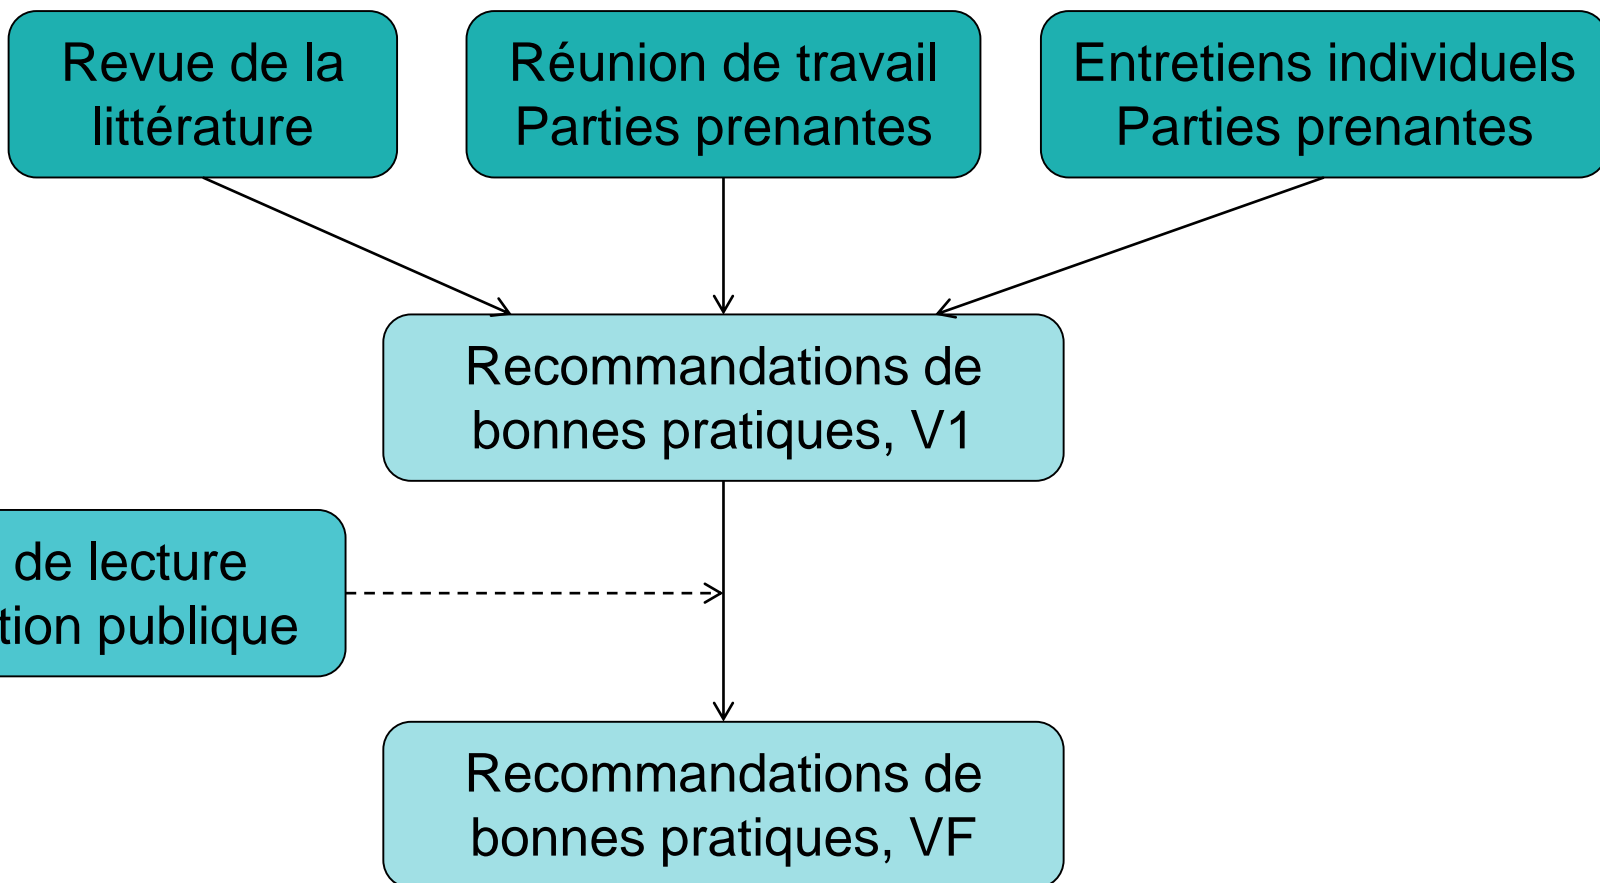 Revue de la
littérature
Réunion de travail
Parties prenantes
Entretiens individuels
Parties prenantes
Recommandations de
bonnes pratiques, V1
de lecture
tion publique
Recommandations de
bonnes pratiques, VF